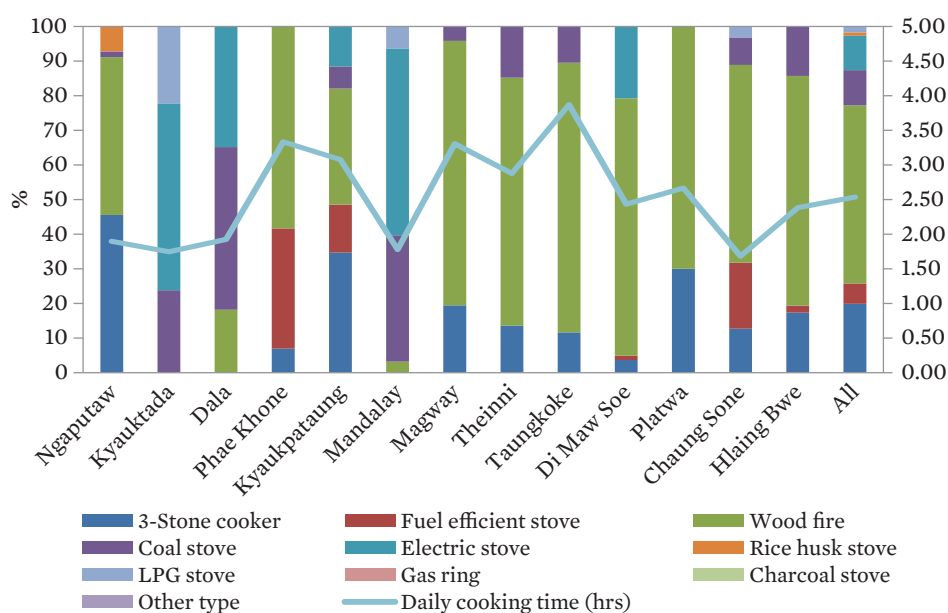 100 5.00
90 4.50
80 4.00
70 3.50
60 3.00
50 2.50
40 2.00
30 1.50
20 1.00
10 0.50
0 0.00
%
Ngaputaw
Kyauktada
Dala
Phae Khone
Kyaukpataung
Mandalay
Magway
Theinni
Taungkoke
Di Maw Soe
Platwa
Chaung Sone
Hlaing Bwe
All
3-Stone cooker Fuel efficient stove Wood fire
Coal stove Electric stove Rice husk stove
LPG stove Gas ring Charcoal stove
Other type Daily cooking time (hrs)